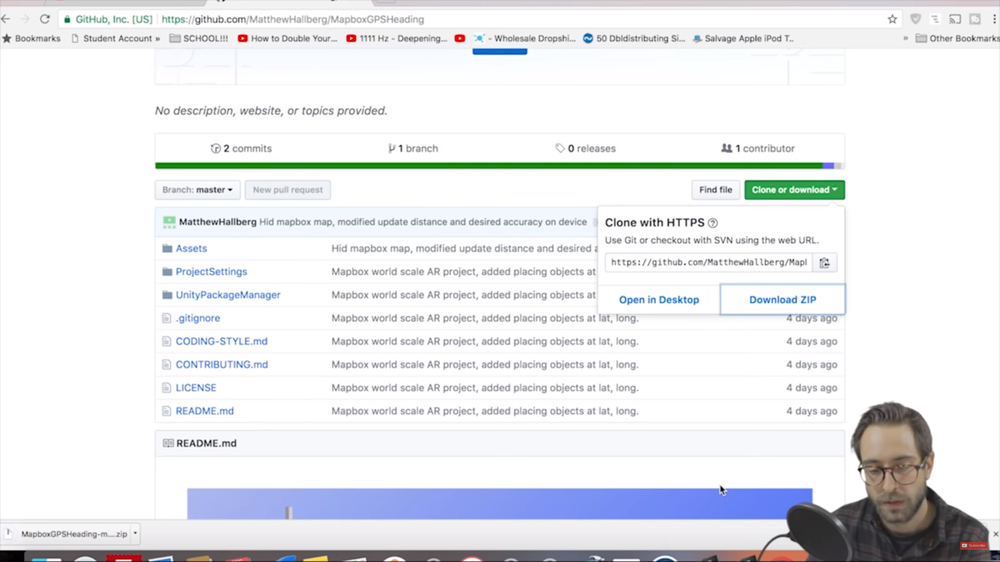 GitHub, Inc. [US] https://github.com/MatthewHallberg/MapboxGPSHeading
Bookmarks Student Account » SCHOOL!!! How to Double Your... 1111 Hz - Deepening... - Wholesale Dropshi... 50 Dbldistributing Si... Salvage Apple iPod T.. » Other Bookmarks
No description, website, or topics provided.
2 commits 1 branch 0 releases 1 contributor
Branch: master New pull request Find file Clone or download
MatthewHallberg Hid mapbox map, modified update distance and desired accuracy on device
Clone with HTTPS
Use Git or checkout with SVN using the web URL.
https://github.com/MatthewHallberg/Mapl
Open in Desktop Download ZIP
Assets Hid mapbox map, modified update distance and desired a
ProjectSettings Mapbox world scale AR project, added placing objects at
UnityPackageManager Mapbox world scale AR project, added placing objects at
.gitignore Mapbox world scale AR project, added placing objects at lat, long. 4 days ago
CODING-STYLE.md Mapbox world scale AR project, added placing objects at lat, long. 4 days ago
CONTRIBUTING.md Mapbox world scale AR project, added placing objects at lat, long. 4 days ago
LICENSE Mapbox world scale AR project, added placing objects at lat, long. 4 days ago
README.md Mapbox world scale AR project, added placing objects at lat, long. 4 days ago
README.md
MapboxGPSHeading-m....zip
Subscribe